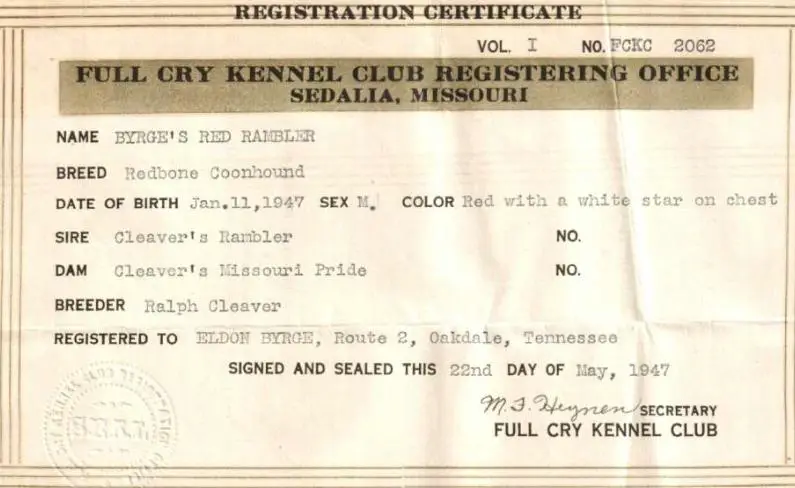 REGISTRATION CERTIFICATE
VOL. I NO. FCKC 2062
FULL CRY KENNEL CLUB REGISTERING OFFICE
SEDALIA, MISSOURI
NAME BYRGE'S RED RAMBLER
BREED Redbone Coonhound
DATE OF BIRTH Jan.11,1947 SEX M. COLOR Red with a white star on chest
SIRE Cleaver's Rambler NO.
DAM Cleaver's Missouri Pride NO.
BREEDER Ralph Cleaver
REGISTERED TO ELDON BYRGE, Route 2, Oakdale, Tennessee
SIGNED AND SEALED THIS 22nd DAY OF May, 1947
M. F. Heynen SECRETARY
FULL CRY KENNEL CLUB